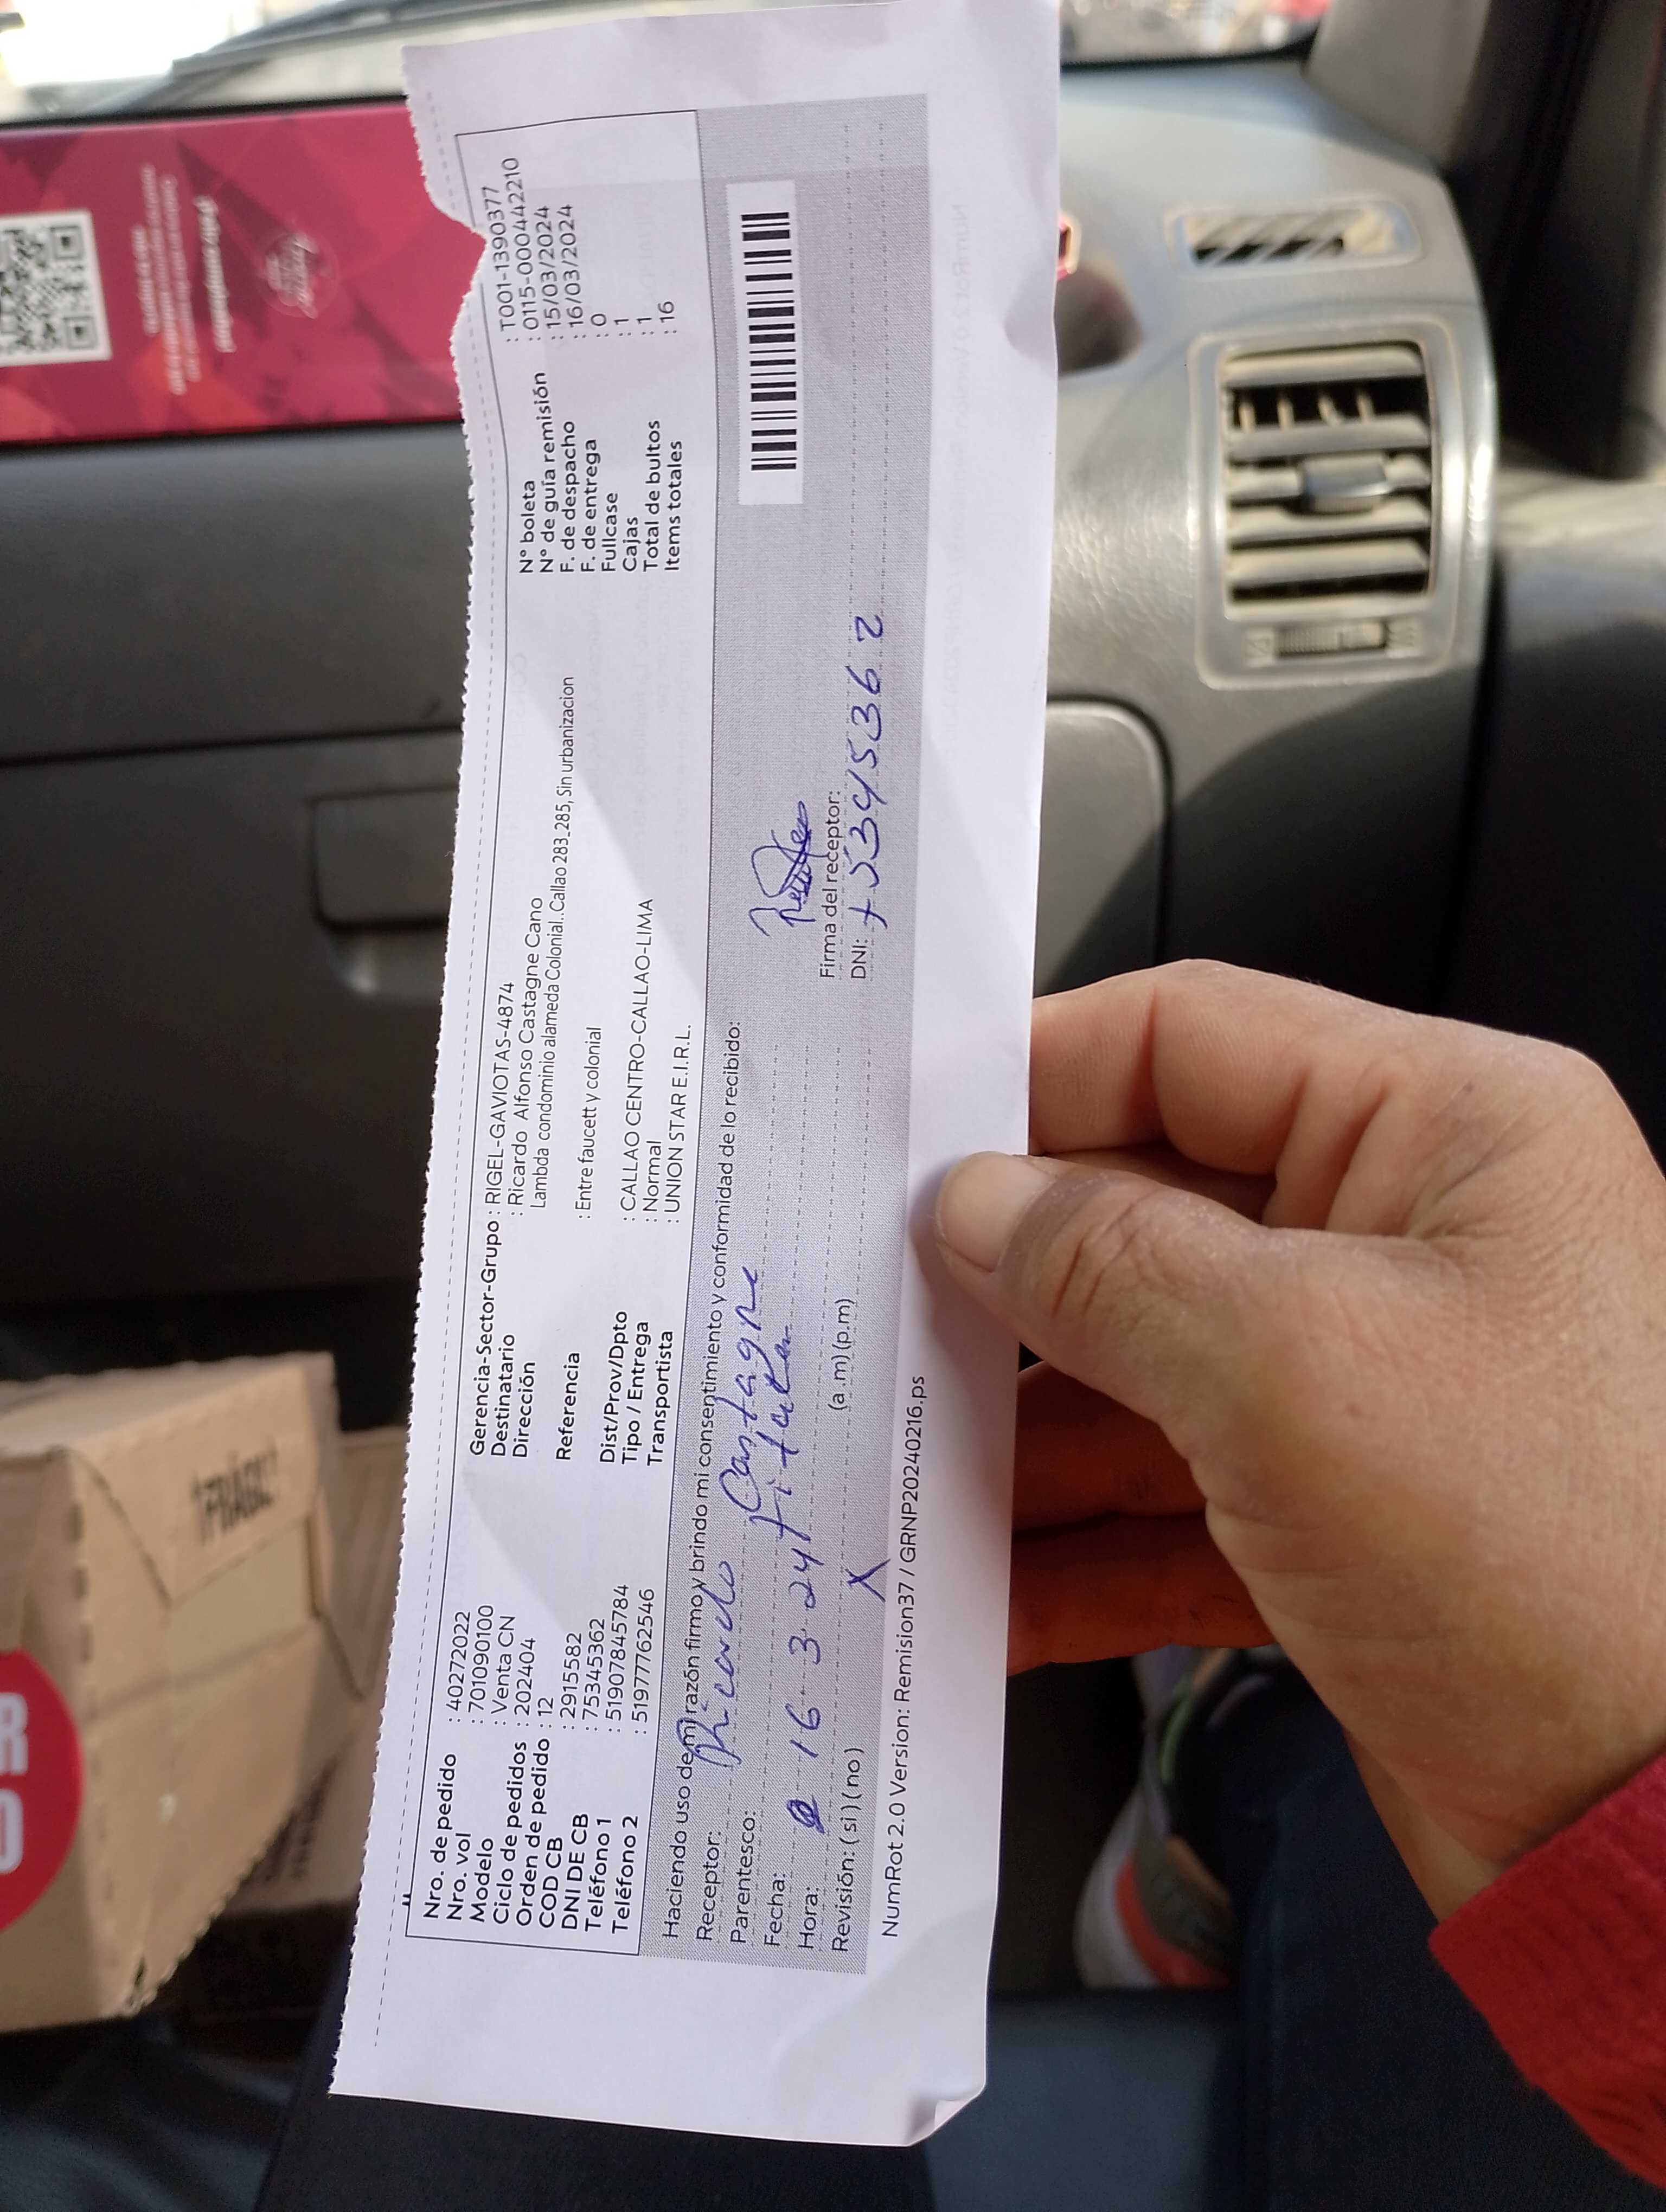 Nro. de pedido : 40272022
Nro. vol : 701090100
Modelo : Venta CN
Ciclo de pedidos : 202404
Orden de pedido : 12
COD CB : 2915582
DNI DE CB : 75345362
Teléfono 1 : 51907845784
Teléfono 2 : 51977762546
Gerencia-Sector-Grupo : RIGEL-GAVIOTAS-4874
Destinatario : Ricardo Alfonso Castagne Cano
Dirección Lambda condominio alameda Colonial..Callao 283_285, Sin urbanizacion
Referencia : Entre faucett y colonial
Dist/Prov/Dpto : CALLAO CENTRO-CALLAO-LIMA
Tipo / Entrega : Normal
Transportista : UNION STAR E.I.R.L.
N° boleta : T001-1390377
N° de guía remisión : 0115-000442210
F. de despacho : 15/03/2024
F. de entrega : 16/03/2024
Fullcase : 0
Cajas : 1
Total de bultos : 1
Items totales : 16
Haciendo uso de mi razón firmo y brindo mi consentimiento y conformidad de lo recibido:
Receptor: Ricardo Castagne
Parentesco: titular
Fecha: 16 3 24
Hora: (a.m) (p.m)
Revisión: (si) (no) X
Firma del receptor:
DNI: 75345362
NumRot 2.0 Version: Remision37 / GRNP20240216.ps
FRÁGIL